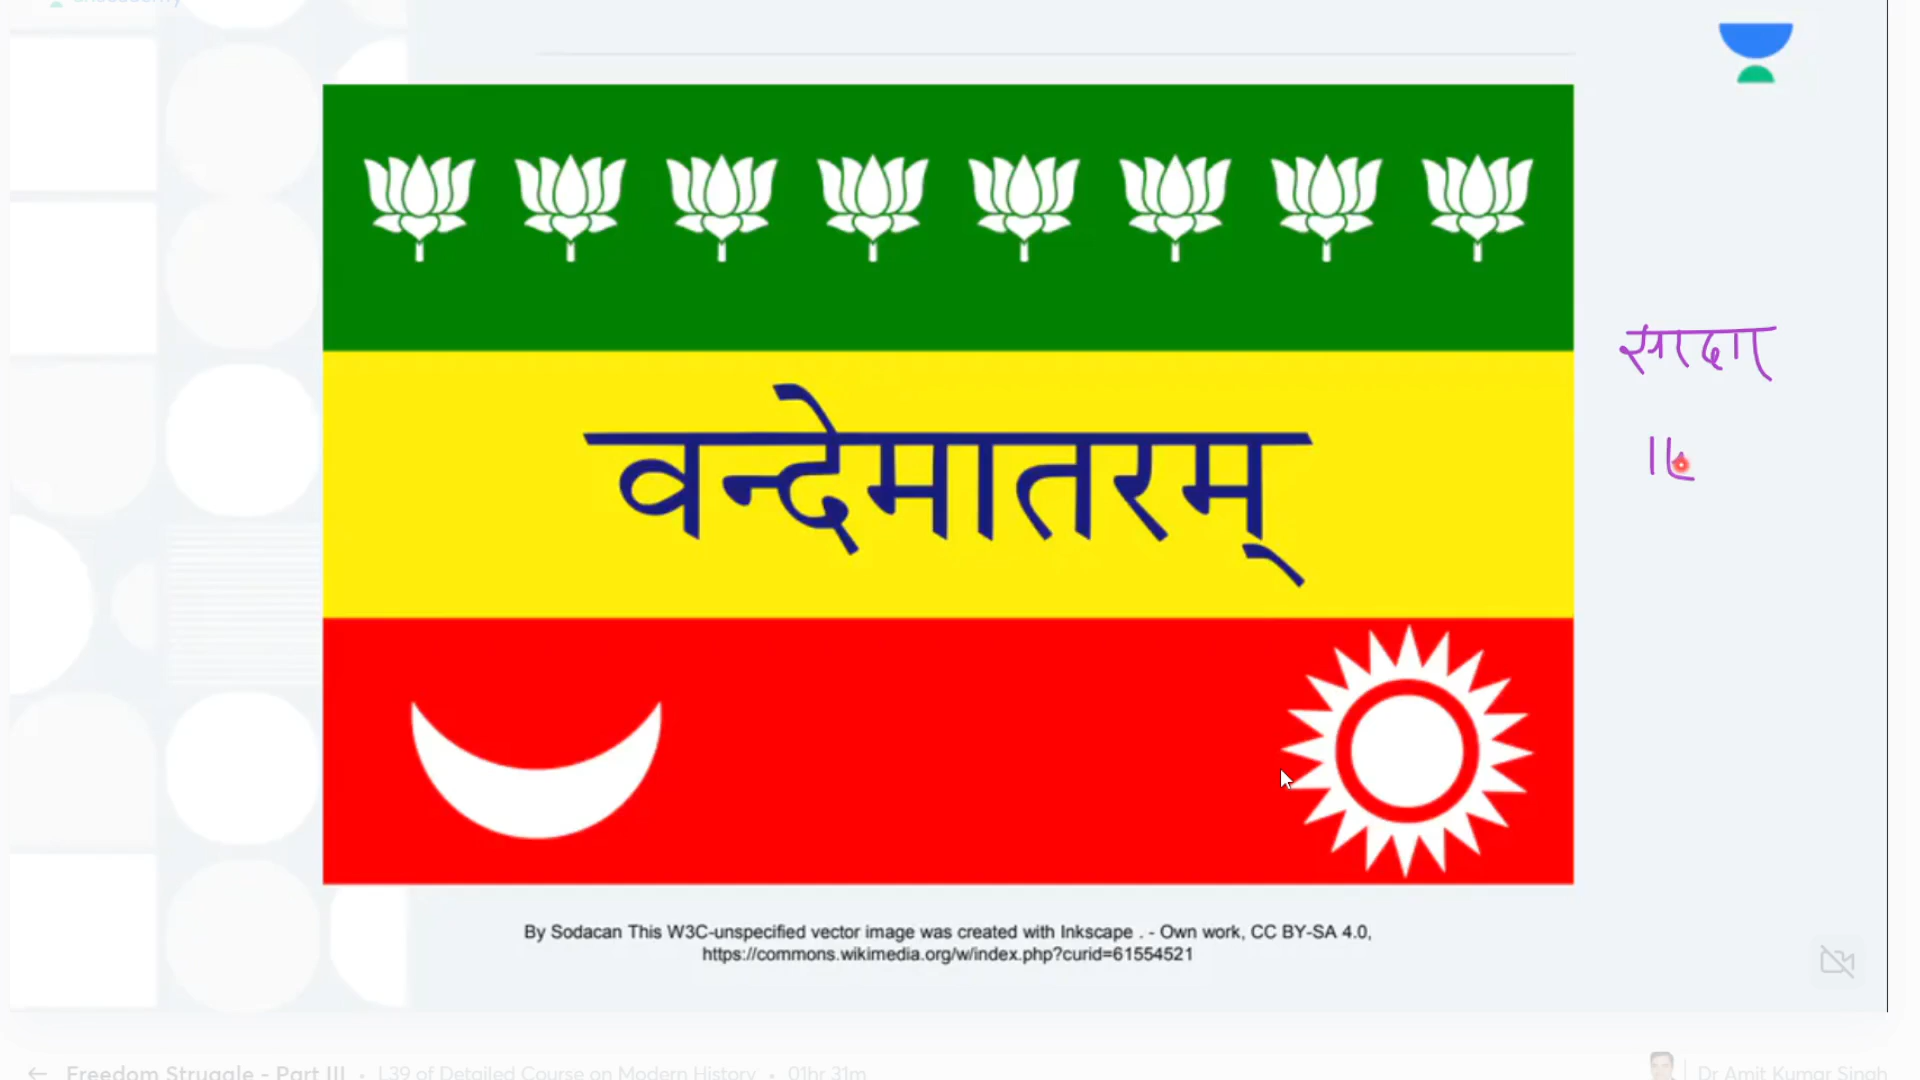 वन्देमातरम्
By Sodacan This W3C-unspecified vector image was created with Inkscape . - Own work, CC BY-SA 4.0,
https://commons.wikimedia.org/w/index.php?curid=61554521
Freedom Struggle - Part III • L39 of Detailed Course on Modern History • 01hr 31m
Dr Amit Kumar Singh